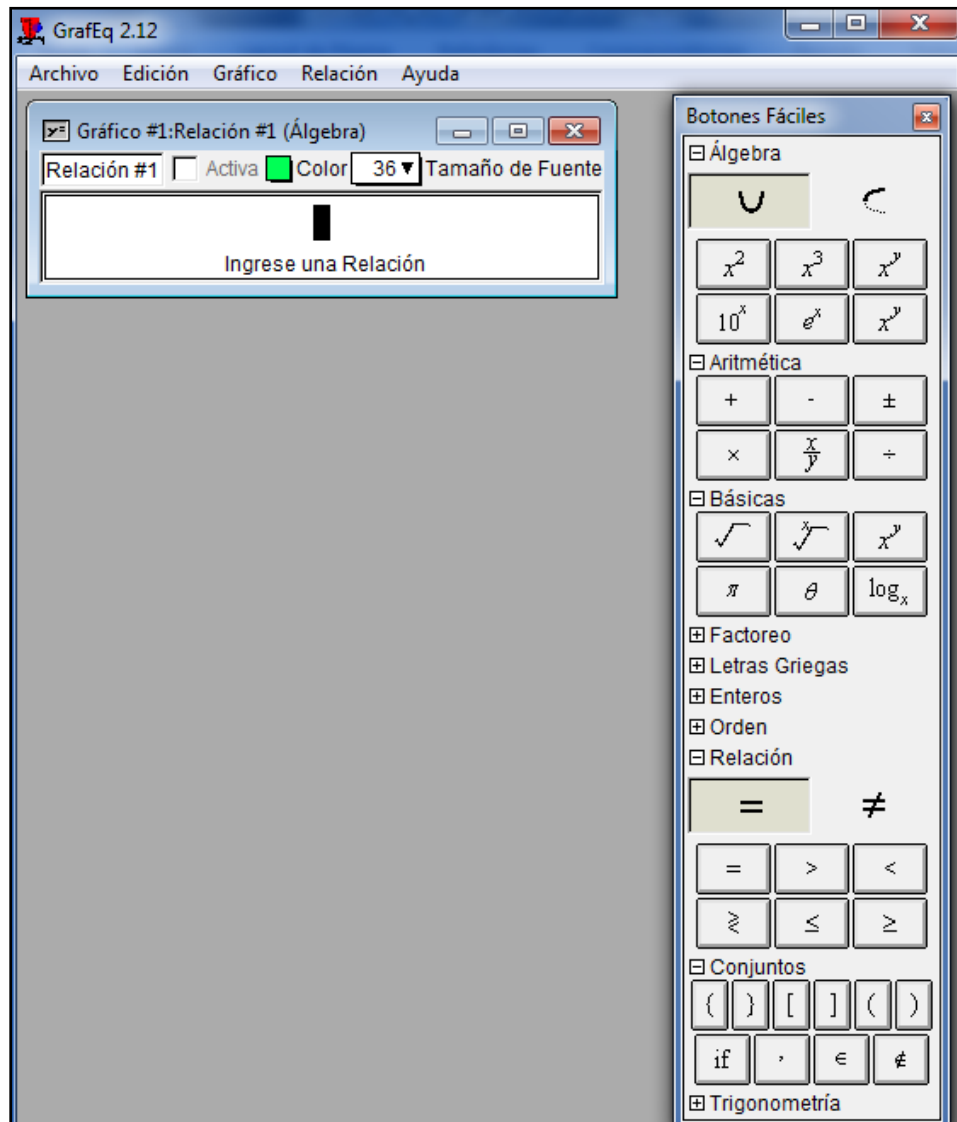 GrafEq 2.12
Archivo Edición Gráfico Relación Ayuda
Gráfico #1:Relación #1 (Álgebra)
Relación #1 Activa Color 36 Tamaño de Fuente
Ingrese una Relación
Botones Fáciles
Álgebra
x² x³ xʸ
10ˣ eˣ xʸ
Aritmética
+ - ±
× x/y ÷
Básicas
√ ˣ√ xʸ
π θ logₓ
Factoreo
Letras Griegas
Enteros
Orden
Relación
= ≠
= > <
≷ ≤ ≥
Conjuntos
{ } [ ] ( )
if , ∈ ∉
Trigonometría